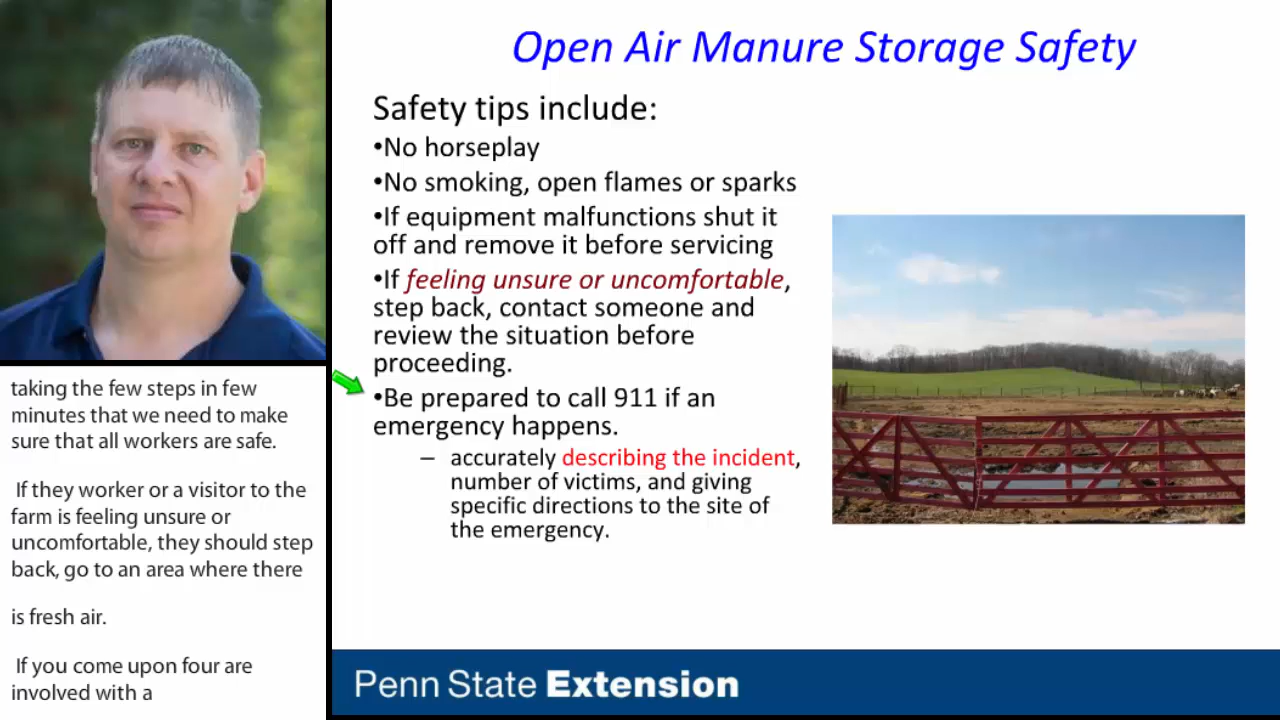 Open Air Manure Storage Safety
Safety tips include:
•No horseplay
•No smoking, open flames or sparks
•If equipment malfunctions shut it
off and remove it before servicing
•If feeling unsure or uncomfortable,
step back, contact someone and
review the situation before
proceeding.
•Be prepared to call 911 if an
emergency happens.
– accurately describing the incident,
number of victims, and giving
specific directions to the site of
the emergency.
taking the few steps in few
minutes that we need to make
sure that all workers are safe.
If they worker or a visitor to the
farm is feeling unsure or
uncomfortable, they should step
back, go to an area where there
is fresh air.
If you come upon four are
involved with a
Penn State Extension